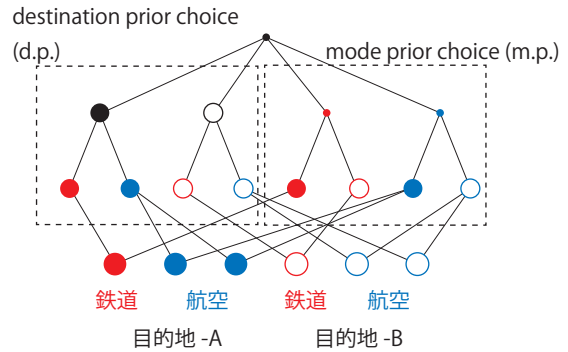 destination prior choice
(d.p.)
mode prior choice (m.p.)
鉄道 航空 鉄道 航空
目的地 -A 目的地 -B